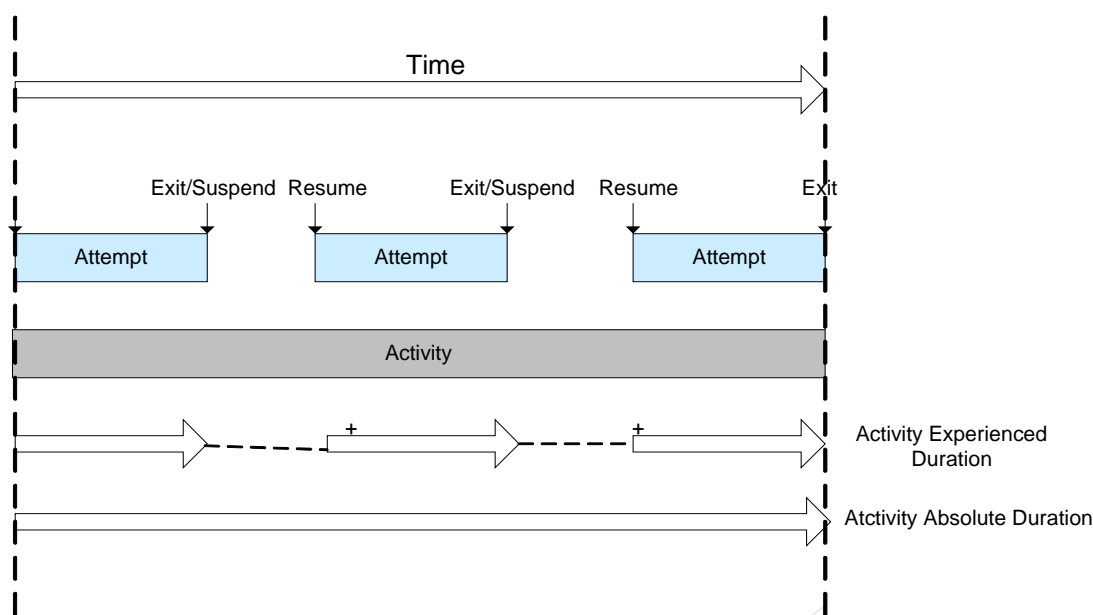 Time
Exit/Suspend Resume Exit/Suspend Resume Exit
Attempt Attempt Attempt
Activity
+ +
Activity Experienced
Duration
Atctivity Absolute Duration